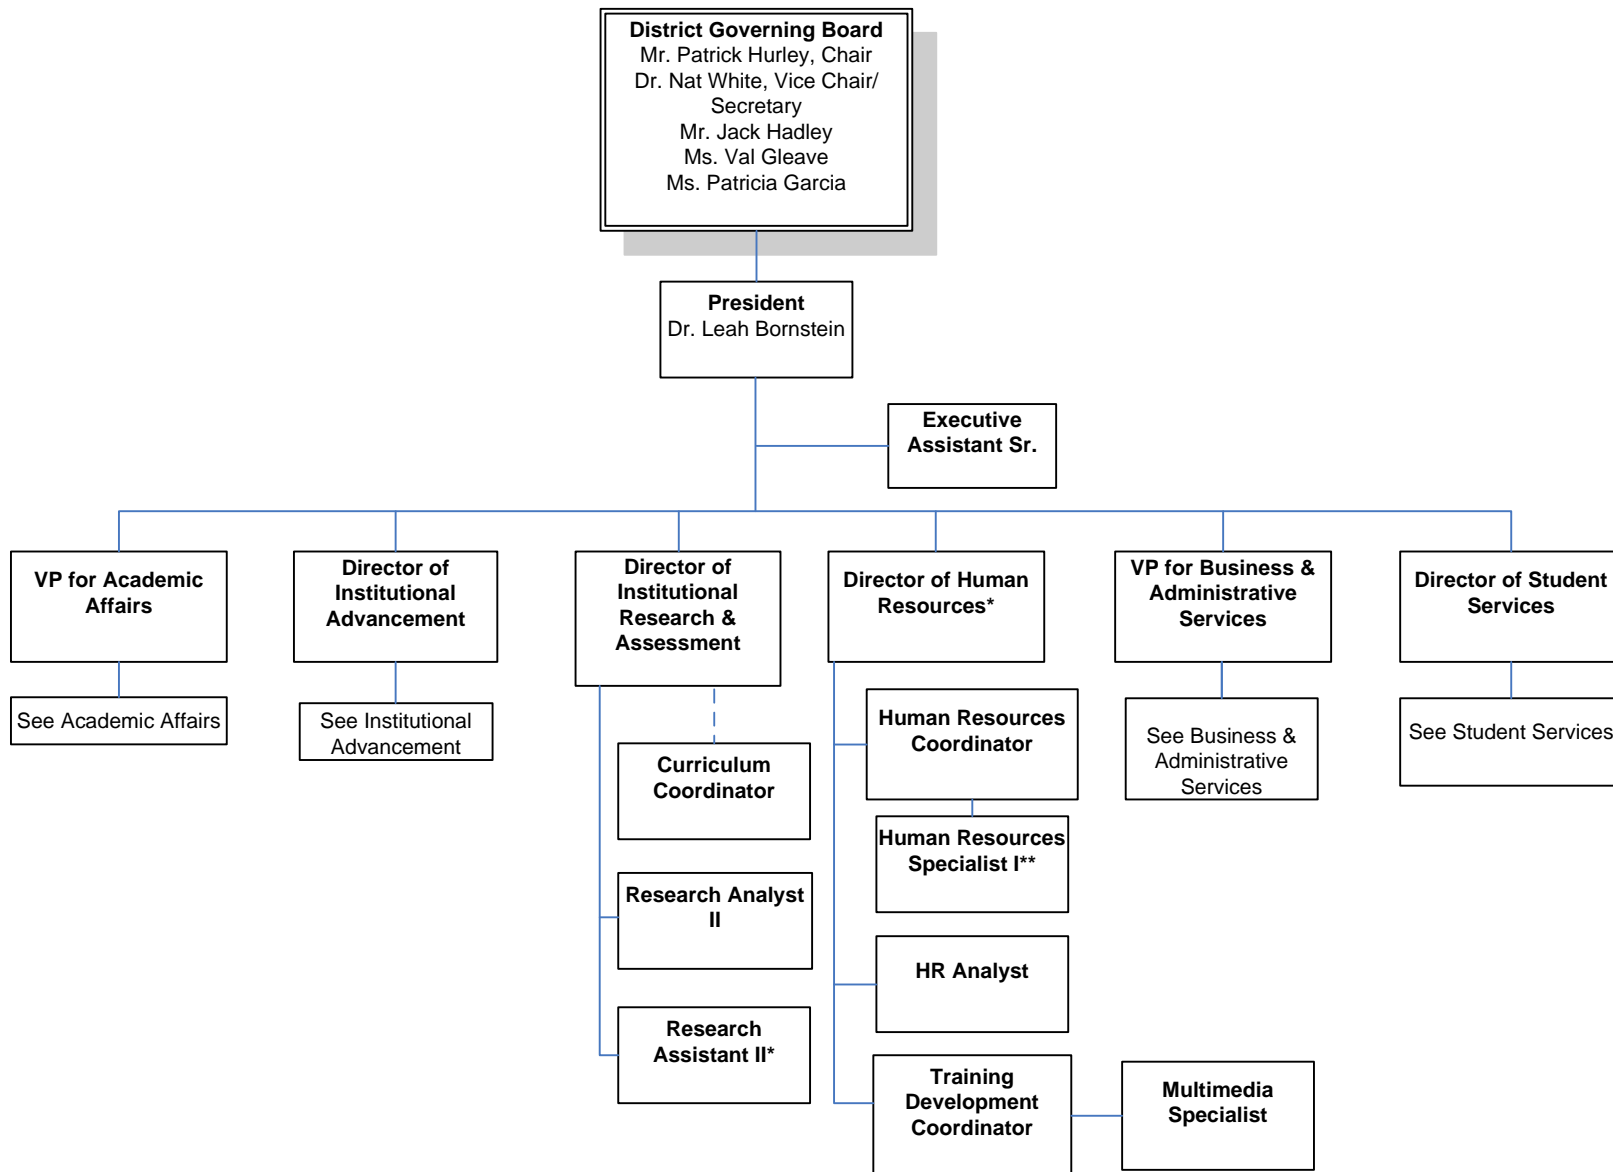 District Governing Board
Mr. Patrick Hurley, Chair
Dr. Nat White, Vice Chair/
Secretary
Mr. Jack Hadley
Ms. Val Gleave
Ms. Patricia Garcia
President
Dr. Leah Bornstein
Executive
Assistant Sr.
VP for Academic
Affairs
Director of
Institutional
Advancement
Director of
Institutional
Research &
Assessment
Director of Human
Resources*
VP for Business &
Administrative
Services
Director of Student
Services
See Academic Affairs
See Institutional
Advancement
Curriculum
Coordinator
Research Analyst
II
Research
Assistant II*
Human Resources
Coordinator
Human Resources
Specialist I**
HR Analyst
Training
Development
Coordinator
Multimedia
Specialist
See Business &
Administrative
Services
See Student Services